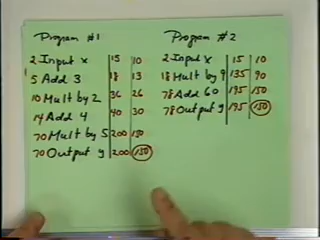 Program #1
2 Input x 15 10
5 Add 3 18 13
10 Mult by 2 36 26
14 Add 4 40 30
70 Mult by 5 200 150
70 Output y 200 150
Program #2
2 Input x 15 10
18 Mult by 9 135 90
78 Add 60 195 150
78 Output y 195 150